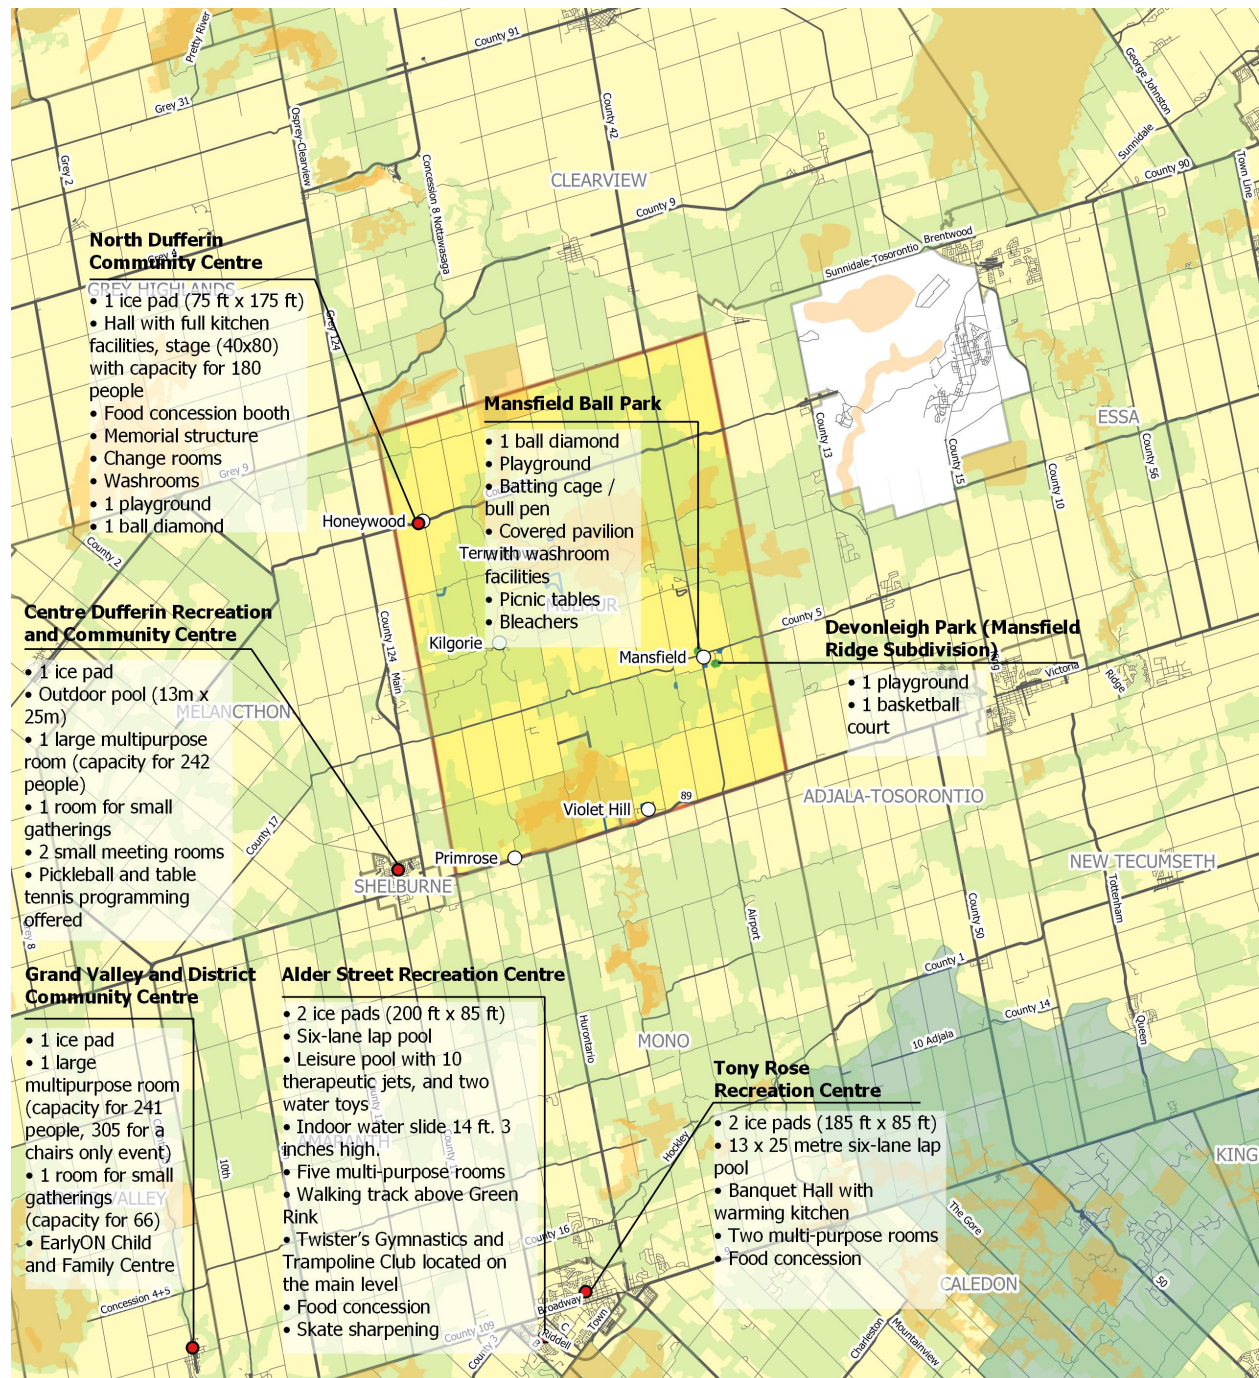 County 91
Pretty River
Grey 31
Osprey-Clearview
County 42
George Johnston
Sunnidale
Town Line
County 90
Grey 2
Concession 8 Nottawasaga
CLEARVIEW
County 9
Sunnidale-Tosorontio
Brentwood
North Dufferin
Community Centre
Grey 4
GREY HIGHLANDS
• 1 ice pad (75 ft x 175 ft)
• Hall with full kitchen
facilities, stage (40x80)
with capacity for 180
people
• Food concession booth
• Memorial structure
• Change rooms
• Washrooms
• 1 playground
• 1 ball diamond
Grey 124
Grey 9
Mansfield Ball Park
• 1 ball diamond
• Playground
• Batting cage /
bull pen
• Covered pavilion
with washroom
facilities
• Picnic tables
• Bleachers
County 13
County 15
County 10
County 56
ESSA
Honeywood
MULMUR
Kilgorie
Mansfield
County 5
County 2
County 124
Main
Centre Dufferin Recreation
and Community Centre
• 1 ice pad
• Outdoor pool (13m x
25m)
• 1 large multipurpose
room (capacity for 242
people)
• 1 room for small
gatherings
• 2 small meeting rooms
• Pickleball and table
tennis programming
offered
MELANCTHON
County 17
Devonleigh Park (Mansfield
Ridge Subdivision)
• 1 playground
• 1 basketball
court
King
Victoria
Ridge
ADJALA-TOSORONTIO
Violet Hill
89
Primrose
SHELBURNE
NEW TECUMSETH
Tottenham
County 50
Airport
County 1
County 14
10 Adjala
Queen
Hurontario
MONO
Grand Valley and District
Community Centre
• 1 ice pad
• 1 large
multipurpose room
(capacity for 241
people, 305 for a
chairs only event)
• 1 room for small
gatherings
(capacity for 66)
• EarlyON Child
and Family Centre
VALLEY
10th
Concession 4+5
Alder Street Recreation Centre
• 2 ice pads (200 ft x 85 ft)
• Six-lane lap pool
• Leisure pool with 10
therapeutic jets, and two
water toys
• Indoor water slide 14 ft. 3
inches high.
• Five multi-purpose rooms
• Walking track above Green
Rink
• Twister's Gymnastics and
Trampoline Club located on
the main level
• Food concession
• Skate sharpening
AMARANTH
Tony Rose
Recreation Centre
• 2 ice pads (185 ft x 85 ft)
• 13 x 25 metre six-lane lap
pool
• Banquet Hall with
warming kitchen
• Two multi-purpose rooms
• Food concession
Hockley
County 16
Broadway
Town
Riddell
C
County 109
County 3
KING
The Gore
CALEDON
50
Charleston
Mountainview